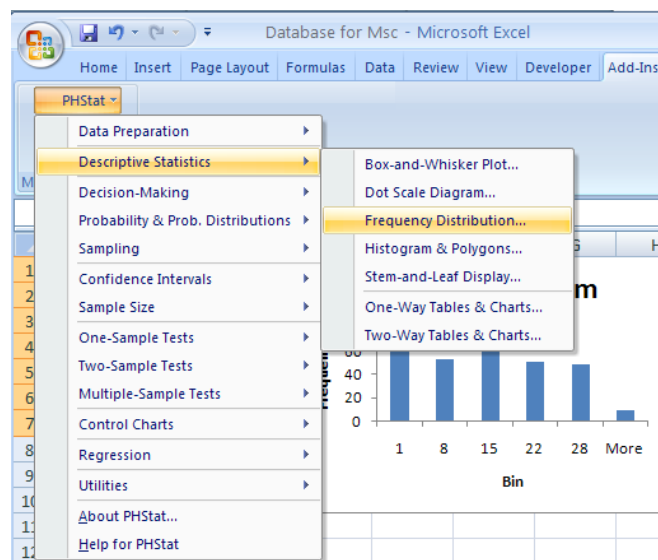 Database for Msc - Microsoft Excel
Home Insert Page Layout Formulas Data Review View Developer Add-Ins
PHStat
Data Preparation
Descriptive Statistics
Decision-Making
Probability & Prob. Distributions
Sampling
Confidence Intervals
Sample Size
One-Sample Tests
Two-Sample Tests
Multiple-Sample Tests
Control Charts
Regression
Utilities
About PHStat...
Help for PHStat
Box-and-Whisker Plot...
Dot Scale Diagram...
Frequency Distribution...
Histogram & Polygons...
Stem-and-Leaf Display...
One-Way Tables & Charts...
Two-Way Tables & Charts...
M
G H
m
1
2
3
4
5
6
7
8
9
10
11
12
60
40
20
0
1 8 15 22 28 More
Bin